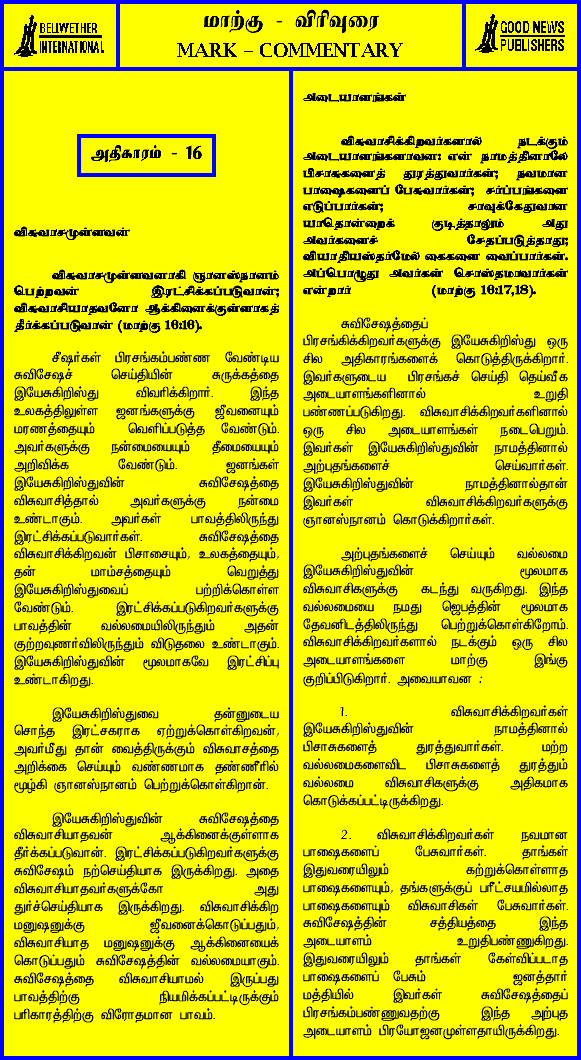 BELWETHER
INTERNATIONAL
மாற்கு - விரிவுரை
MARK – COMMENTARY
GOOD NEWS
PUBLISHERS
அதிகாரம் - 16
விசுவாசமுள்ளவன்
விசுவாசமுள்ளவனாகி ஞானஸ்நானம்
பெற்றவன் இரட்சிக்கப்படுவான்;
விசுவாசியாதவனோ ஆக்கினைக்குள்ளாகத்
தீர்க்கப்படுவான் (மாற்கு 16:16).
சீஷர்கள் பிரசங்கம்பண்ண வேண்டிய
சுவிசேஷச் செய்தியின் சுருக்கத்தை
இயேசுகிறிஸ்து விவரிக்கிறார். இந்த
உலகத்திலுள்ள ஜனங்களுக்கு ஜீவனையும்
மரணத்தையும் வெளிப்படுத்த வேண்டும்.
அவர்களுக்கு நன்மையையும் தீமையையும்
அறிவிக்க வேண்டும். ஜனங்கள்
இயேசுகிறிஸ்துவின் சுவிசேஷத்தை
விசுவாசித்தால் அவர்களுக்கு நன்மை
உண்டாகும். அவர்கள் பாவத்திலிருந்து
இரட்சிக்கப்படுவார்கள். சுவிசேஷத்தை
விசுவாசிக்கிறவன் பிசாசையும், உலகத்தையும்,
தன் மாம்சத்தையும் வெறுத்து
இயேசுகிறிஸ்துவைப் பற்றிக்கொள்ள
வேண்டும். இரட்சிக்கப்படுகிறவர்களுக்கு
பாவத்தின் வல்லமையிலிருந்தும் அதன்
குற்றவுணர்விலிருந்தும் விடுதலை உண்டாகும்.
இயேசுகிறிஸ்துவின் மூலமாகவே இரட்சிப்பு
உண்டாகிறது.
இயேசுகிறிஸ்துவை தன்னுடைய
சொந்த இரட்சகராக ஏற்றுக்கொள்கிறவன்,
அவர்மீது தான் வைத்திருக்கும் விசுவாசத்தை
அறிக்கை செய்யும் வண்ணமாக தண்ணீரில்
மூழ்கி ஞானஸ்நானம் பெற்றுக்கொள்கிறான்.
இயேசுகிறிஸ்துவின் சுவிசேஷத்தை
விசுவாசியாதவன் ஆக்கினைக்குள்ளாக
தீர்க்கப்படுவான். இரட்சிக்கப்படுகிறவர்களுக்கு
சுவிசேஷம் நற்செய்தியாக இருக்கிறது. அதை
விசுவாசியாதவர்களுக்கோ அது
துர்ச்செய்தியாக இருக்கிறது. விசுவாசிக்கிற
மனுஷனுக்கு ஜீவனைக்கொடுப்பதும்,
விசுவாசியாத மனுஷனுக்கு ஆக்கினையைக்
கொடுப்பதும் சுவிசேஷத்தின் வல்லமையாகும்.
சுவிசேஷத்தை விசுவாசியாமல் இருப்பது
பாவத்திற்கு நியமிக்கப்பட்டிருக்கும்
பரிகாரத்திற்கு விரோதமான பாவம்.
அடையாளங்கள்
விசுவாசிக்கிறவர்களால் நடக்கும்
அடையாளங்களாவன: என் நாமத்தினாலே
பிசாசுகளைத் துரத்துவார்கள்; நவமான
பாஷைகளைப் பேசுவார்கள்; சர்ப்பங்களை
எடுப்பார்கள்; சாவுக்கேதுவான
யாதொன்றைக் குடித்தாலும் அது
அவர்களைச் சேதப்படுத்தாது;
வியாதியஸ்தர்மேல் கைகளை வைப்பார்கள்.
அப்பொழுது அவர்கள் சொஸ்தமாவார்கள்
என்றார் (மாற்கு 16:17,18).
சுவிசேஷத்தைப்
பிரசங்கிக்கிறவர்களுக்கு இயேசுகிறிஸ்து ஒரு
சில அதிகாரங்களைக் கொடுத்திருக்கிறார்.
இவர்களுடைய பிரசங்கச் செய்தி தெய்வீக
அடையாளங்களினால் உறுதி
பண்ணப்படுகிறது. விசுவாசிக்கிறவர்களினால்
ஒரு சில அடையாளங்கள் நடைபெறும்.
இவர்கள் இயேசுகிறிஸ்துவின் நாமத்தினால்
அற்புதங்களைச் செய்வார்கள்.
இயேசுகிறிஸ்துவின் நாமத்தினால்தான்
இவர்கள் விசுவாசிக்கிறவர்களுக்கு
ஞானஸ்நானம் கொடுக்கிறார்கள்.
அற்புதங்களைச் செய்யும் வல்லமை
இயேசுகிறிஸ்துவின் மூலமாக
விசுவாசிகளுக்கு கடந்து வருகிறது. இந்த
வல்லமையை நமது ஜெபத்தின் மூலமாக
தேவனிடத்திலிருந்து பெற்றுக்கொள்கிறோம்.
விசுவாசிக்கிறவர்களால் நடக்கும் ஒரு சில
அடையாளங்களை மாற்கு இங்கு
குறிப்பிடுகிறார். அவையாவன :
1. விசுவாசிக்கிறவர்கள்
இயேசுகிறிஸ்துவின் நாமத்தினால்
பிசாசுகளைத் துரத்துவார்கள். மற்ற
வல்லமைகளைவிட பிசாசுகளைத் துரத்தும்
வல்லமை விசுவாசிகளுக்கு அதிகமாக
கொடுக்கப்பட்டிருக்கிறது.
2. விசுவாசிக்கிறவர்கள் நவமான
பாஷைகளைப் பேசுவார்கள். தாங்கள்
இதுவரையிலும் கற்றுக்கொள்ளாத
பாஷைகளையும், தங்களுக்குப் பரீட்சயமில்லாத
பாஷைகளையும் விசுவாசிகள் பேசுவார்கள்.
சுவிசேஷத்தின் சத்தியத்தை இந்த
அடையாளம் உறுதிபண்ணுகிறது.
இதுவரையிலும் தாங்கள் கேள்விப்படாத
பாஷைகளைப் பேசும் ஜனத்தார்
மத்தியில் இவர்கள் சுவிசேஷத்தைப்
பிரசங்கம்பண்ணுவதற்கு இந்த அற்புத
அடையாளம் பிரயோஜனமுள்ளதாயிருக்கிறது.